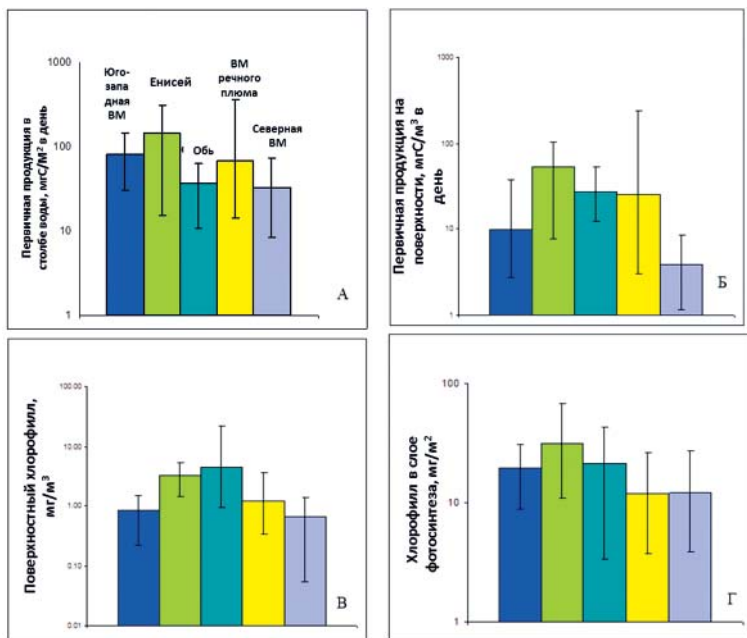 Первичная продукция в
столбе воды, мгС/М² в день
1000
100
10
1
Юго-
запа
дная
ВМ
Енисей
Обь
ВМ
речного
плюма
Северная
ВМ
А
Первичная продукция на
поверхности, мгС/м³ в
день
1000
100
10
1
Б
Поверхностный хлорофилл,
мг/м³
100.00
10.00
1.00
0.10
0.01
В
Хлорофилл в слое
фотосинтеза, мг/м²
100
10
1
Г